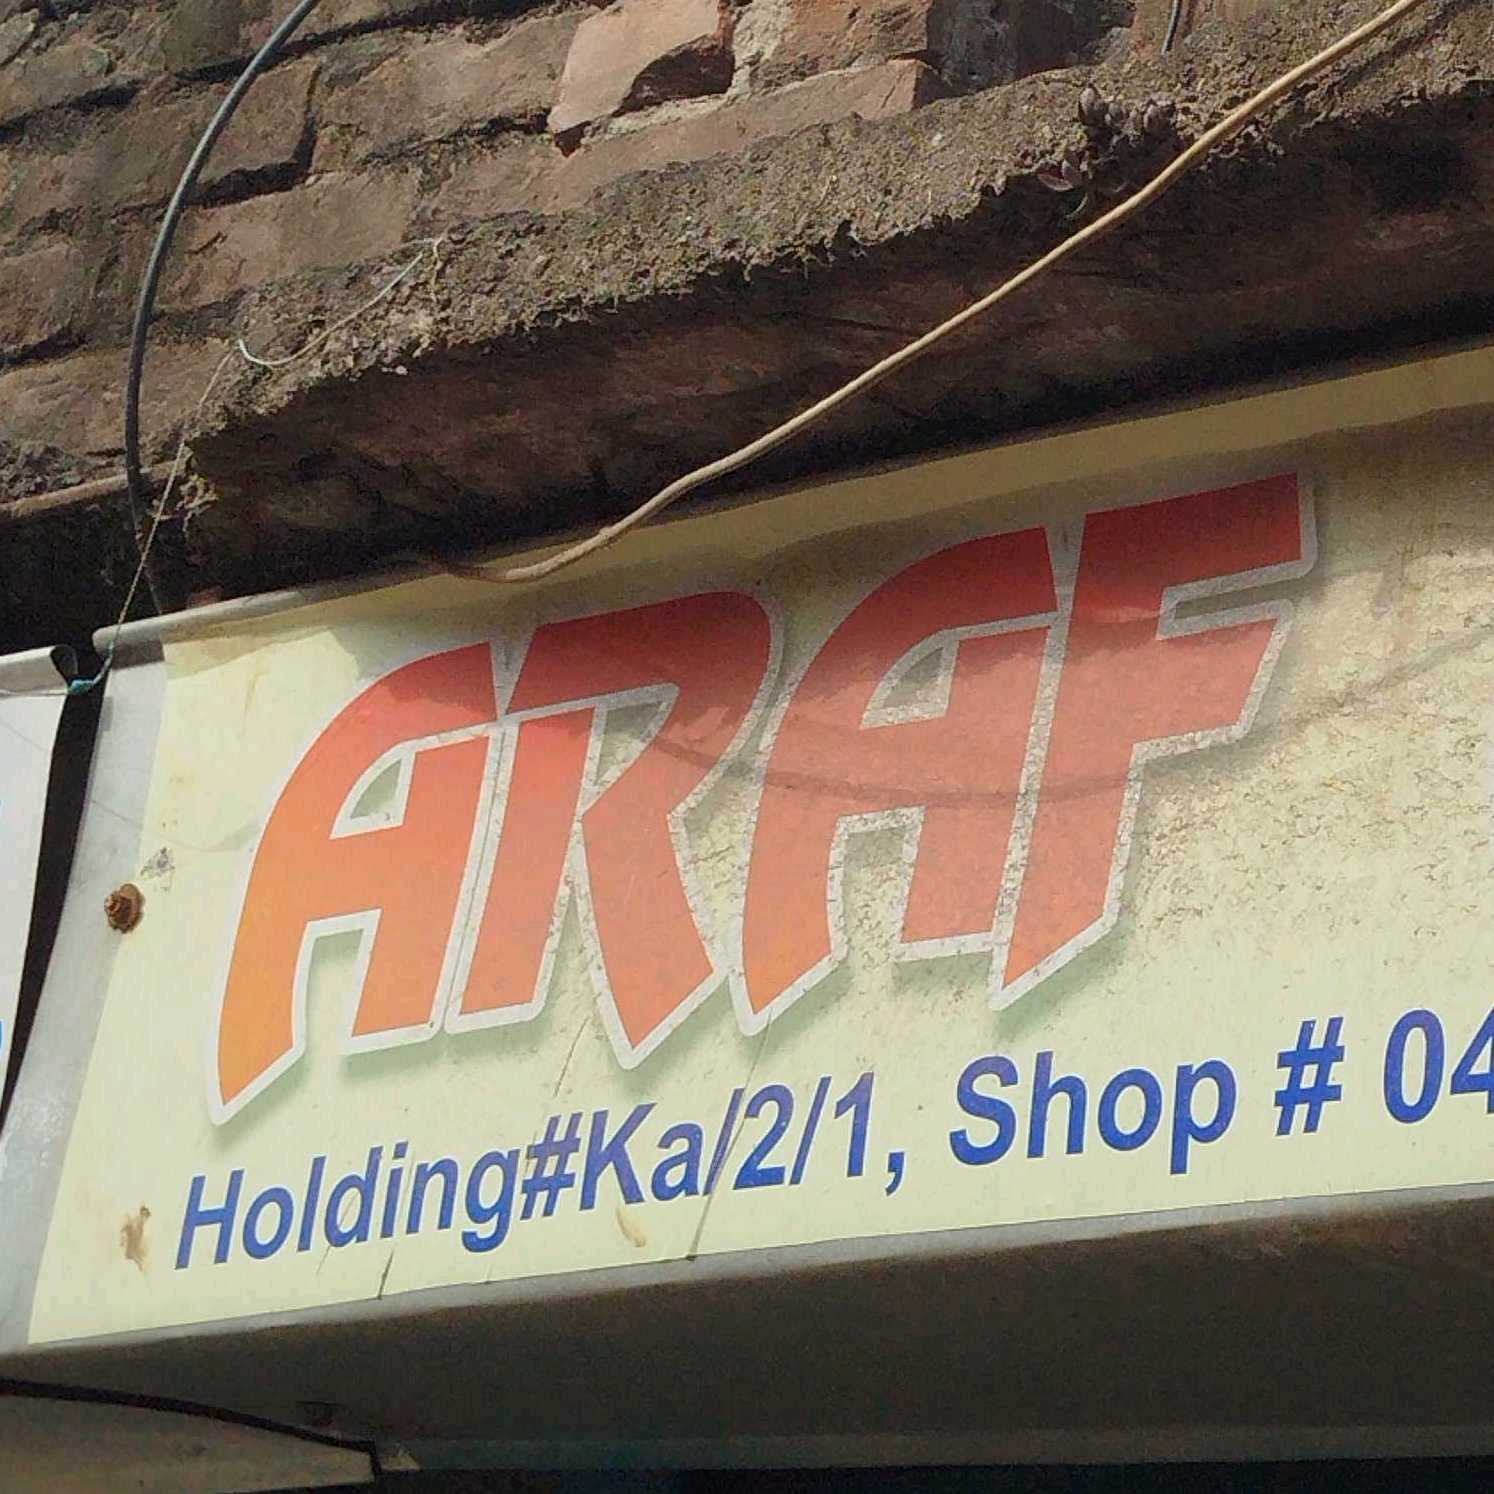 ARAF
Holding#Ka/2/1, Shop # 04